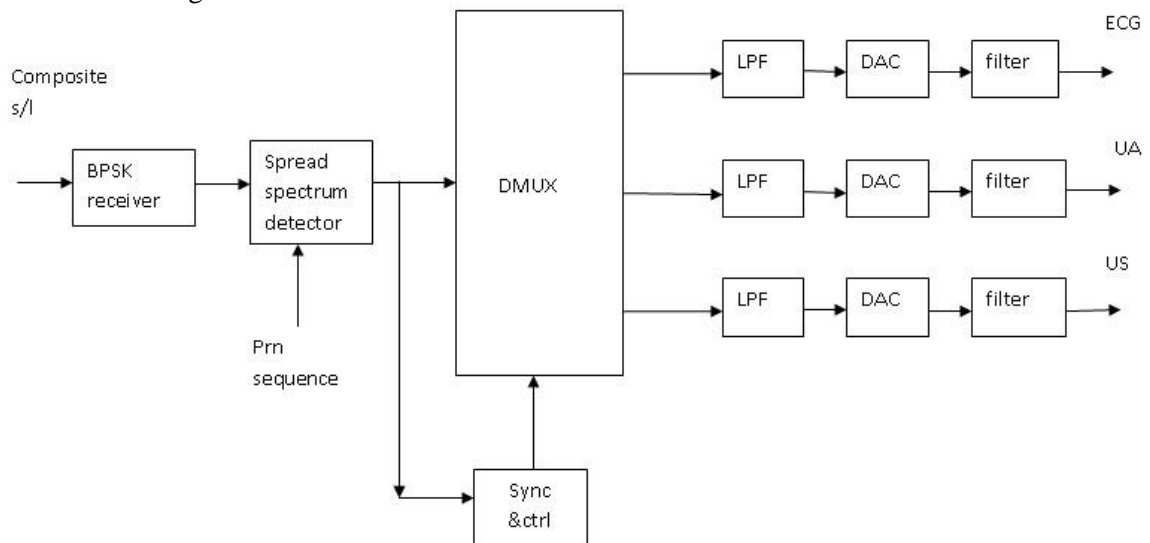 ECG
LPF
DAC
filter
Composite
s/l
BPSK
receiver
Spread
spectrum
detector
DMUX
UA
LPF
DAC
filter
US
LPF
DAC
filter
Prn
sequence
Sync
&ctrl